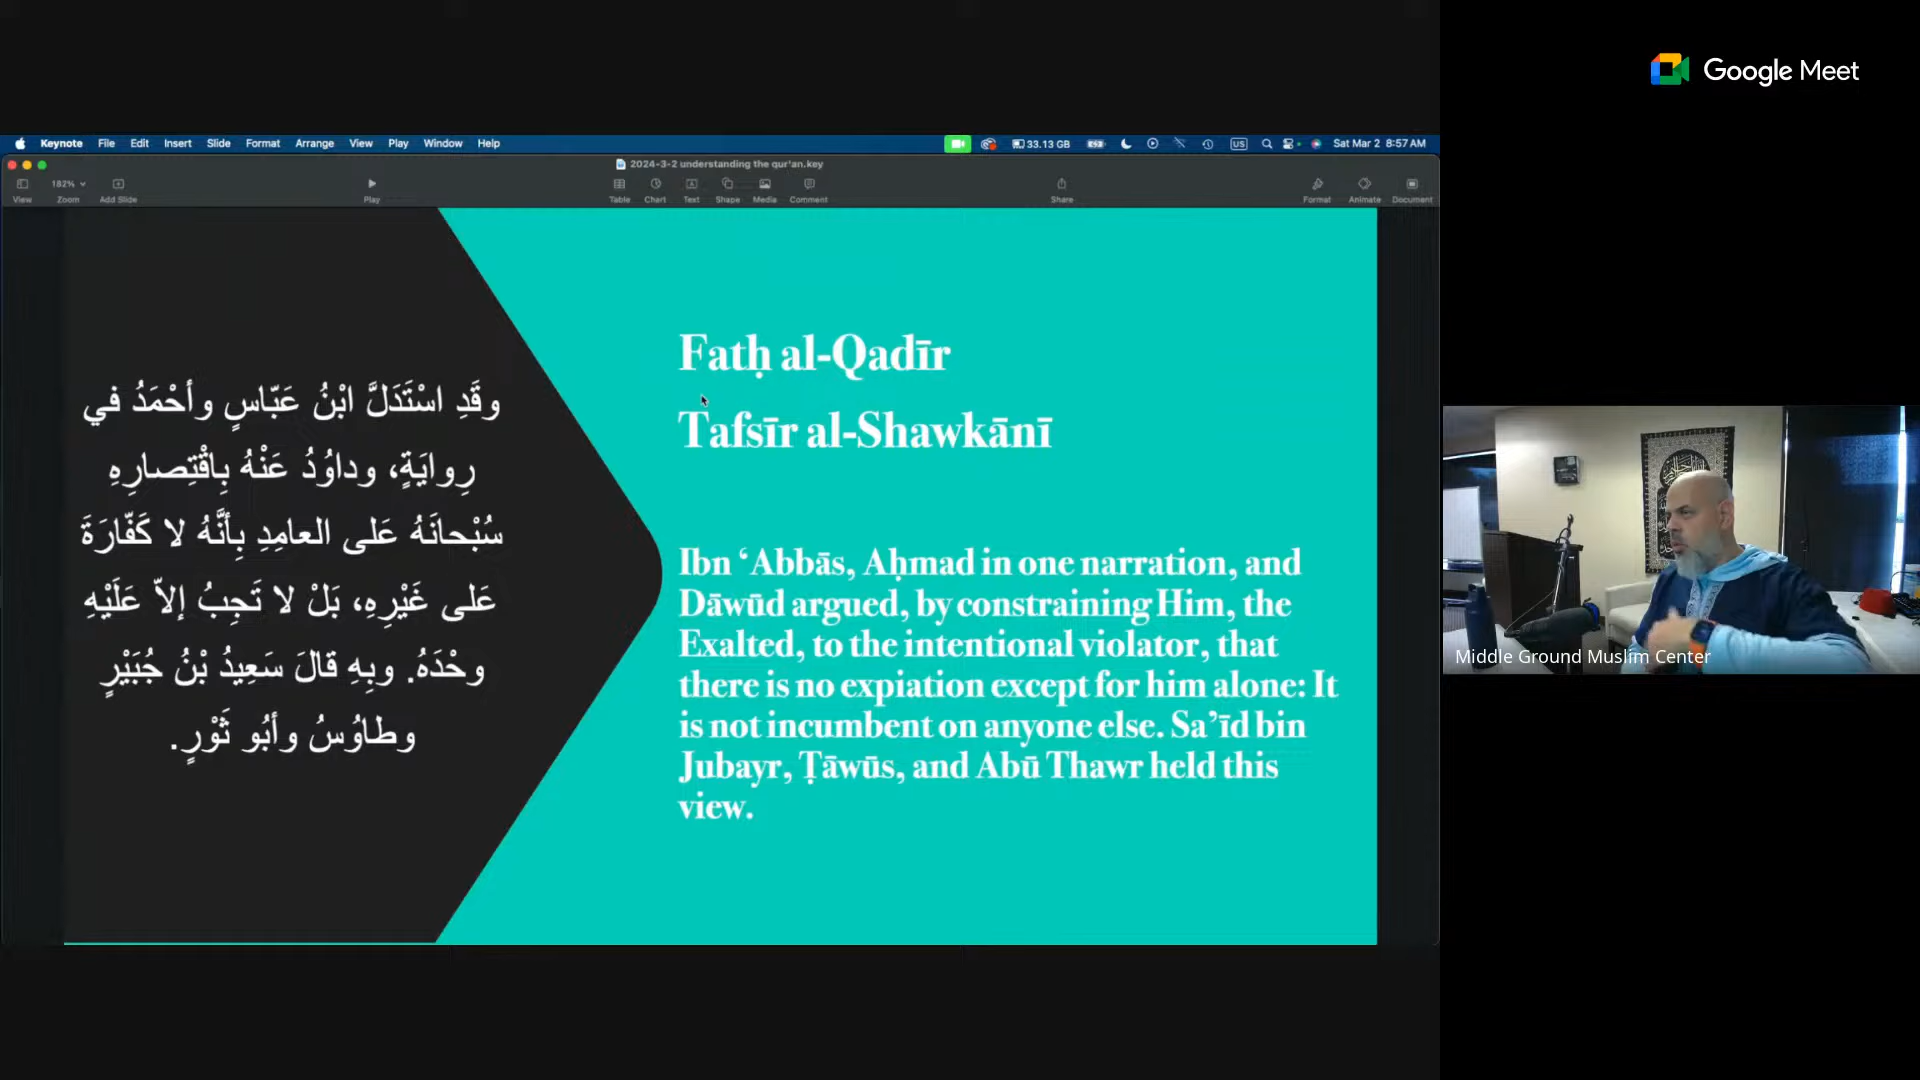 Google Meet
Keynote File Edit Insert Slide Format Arrange View Play Window Help
33.13 GB US Sat Mar 2 8:57 AM
2024-3-2 understanding the qur'an.key
182%
View Zoom Add Slide Play Table Chart Text Shape Media Comment Share Format Animate Document
وقَدِ اسْتَدَلَّ ابْنُ عَبّاسٍ وأحْمَدُ في
رِوايَةٍ، وداوُدُ عَنْهُ بِاقْتِصارِهِ
سُبْحانَهُ عَلى العامِدِ بِأنَّهُ لا كَفّارَةَ
عَلى غَيْرِهِ، بَلْ لا تَجِبُ إلاّ عَلَيْهِ
وحْدَهُ. وبِهِ قالَ سَعِيدُ بْنُ جُبَيْرٍ
وطاوُسُ وأبُو ثَوْرٍ.
Fatḥ al-Qadīr
Tafsīr al-Shawkānī
Ibn ‘Abbās, Aḥmad in one narration, and
Dāwūd argued, by constraining Him, the
Exalted, to the intentional violator, that
there is no expiation except for him alone: It
is not incumbent on anyone else. Sa’īd bin
Jubayr, Ṭāwūs, and Abū Thawr held this
view.
Middle Ground Muslim Center